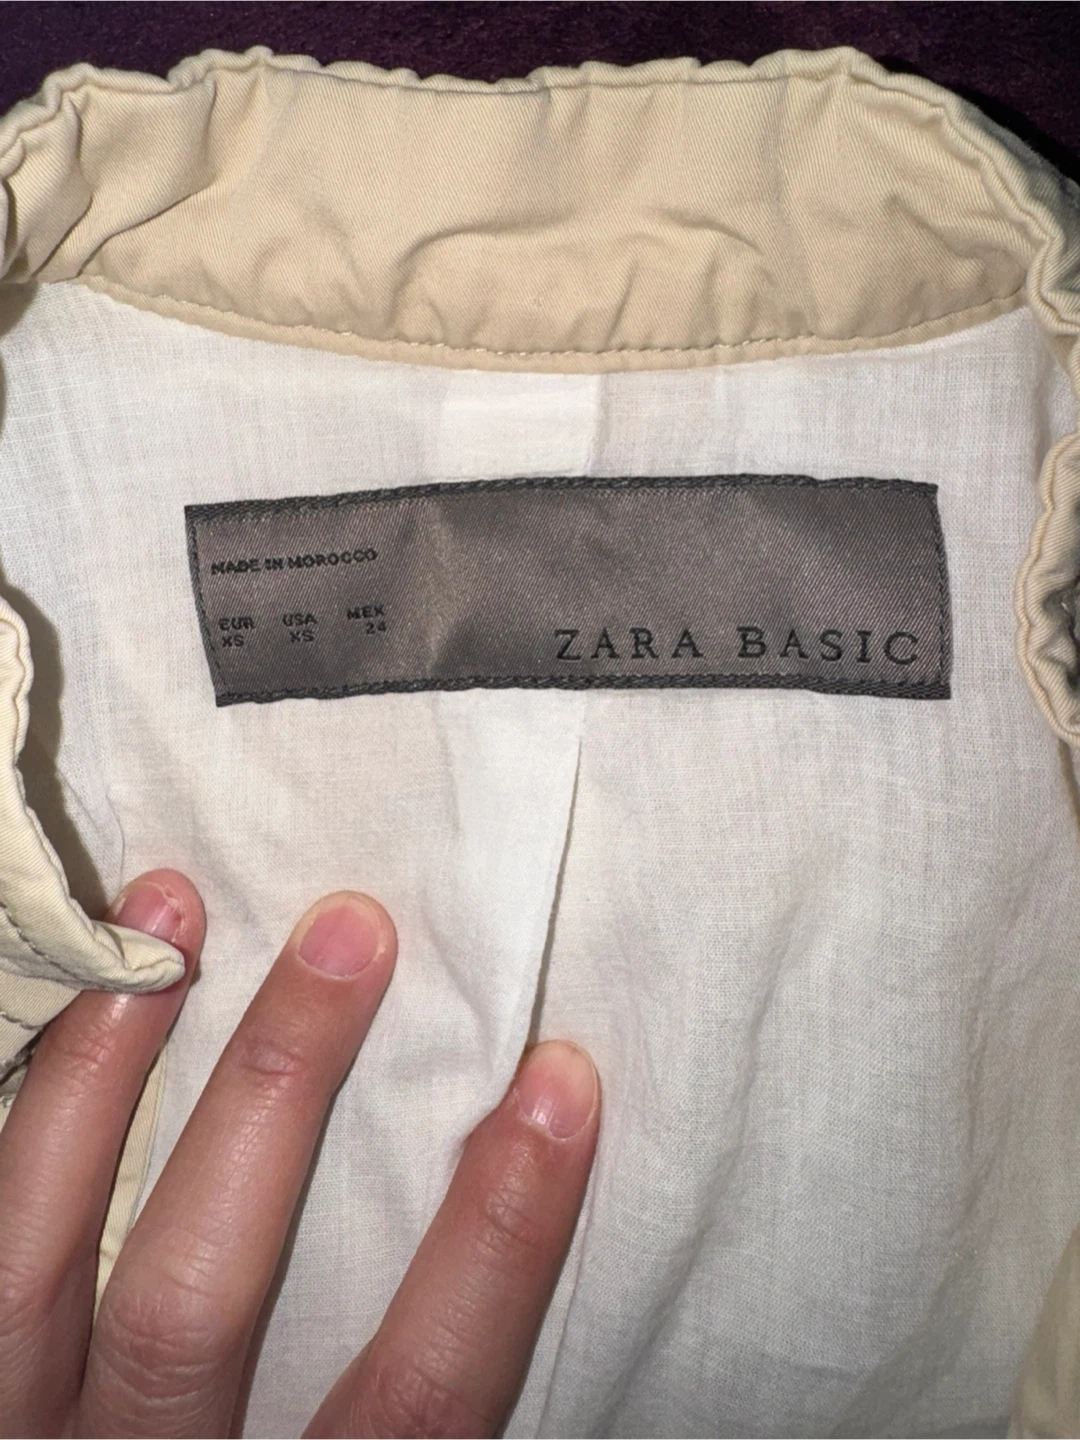 MADE IN MOROCCO
EUR USA MEX
XS XS 24
ZARA BASIC